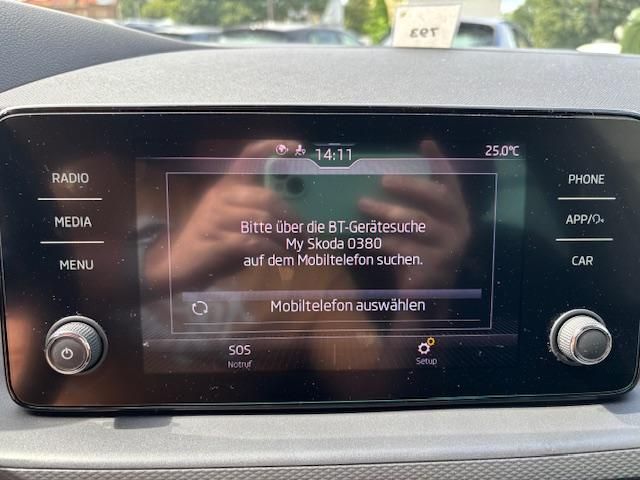 793
14:11
25.0°C
RADIO
MEDIA
MENU
PHONE
APP/
CAR
Bitte über die BT-Gerätesuche
My Skoda 0380
auf dem Mobiltelefon suchen.
Mobiltelefon auswählen
SOS
Notruf
Setup